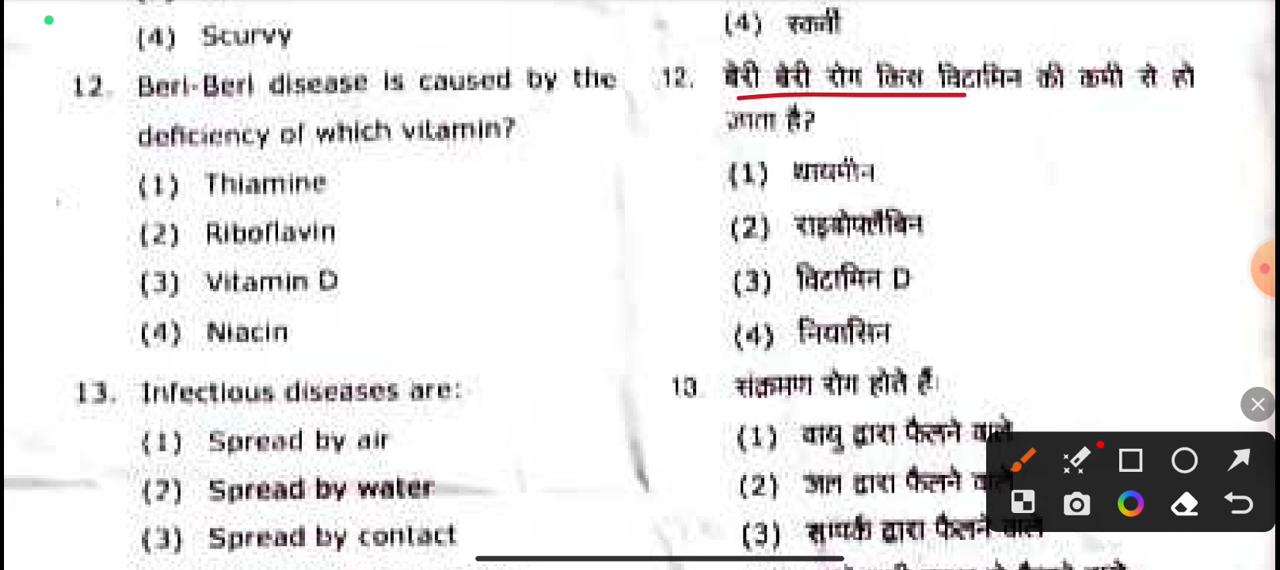 (4) Scurvy
12. Beri-Beri disease is caused by the
deficiency of which vitamin?
(1) Thiamine
(2) Riboflavin
(3) Vitamin D
(4) Niacin
13. Infectious diseases are:
(1) Spread by air
(2) Spread by water
(3) Spread by contact
(4) स्कर्वी
12. बेरी बेरी रोग किस विटामिन की कमी से हो
जाता है?
(1) थायमीन
(2) राइबोफ्लैबिन
(3) विटामिन D
(4) नियासिन
13. संक्रमण रोग होते हैं
(1) वायु द्वारा फैलने वाले
(2) जल द्वारा फैलने वाले
(3) सम्पर्क द्वारा फैलने वाले